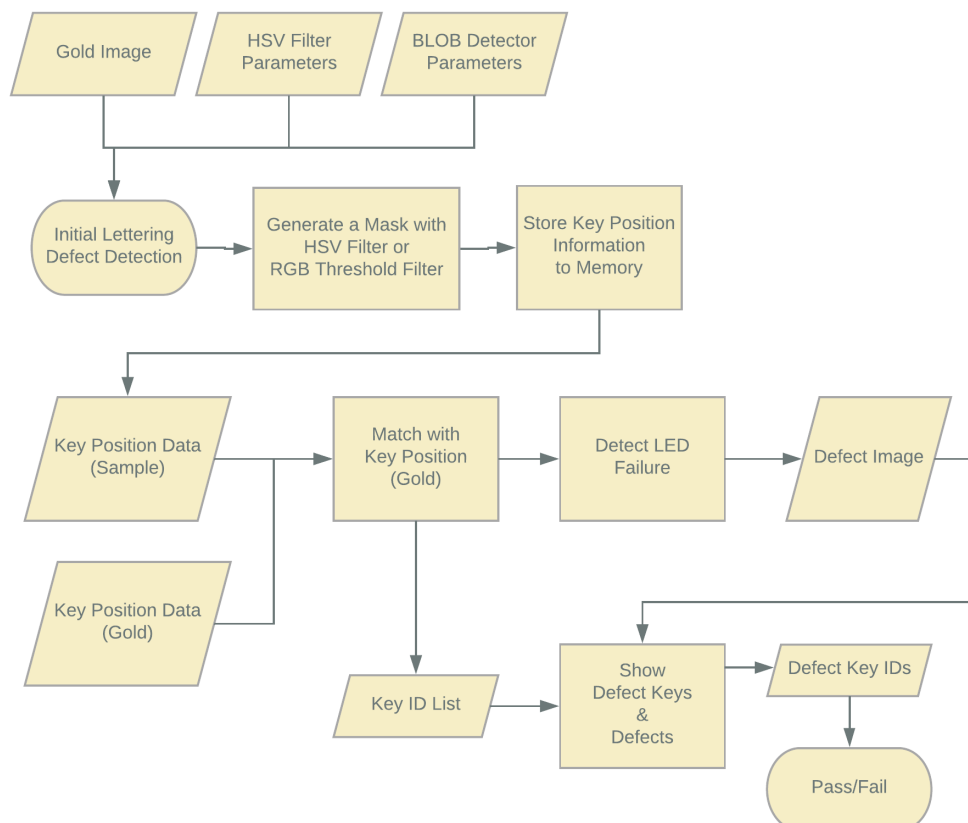 Gold Image
HSV Filter
Parameters
BLOB Detector
Parameters
Initial Lettering
Defect Detection
Generate a Mask with
HSV Filter or
RGB Threshold Filter
Store Key Position
Information
to Memory
Key Position Data
(Sample)
Match with
Key Position
(Gold)
Detect LED
Failure
Defect Image
Key Position Data
(Gold)
Key ID List
Show
Defect Keys
&
Defects
Defect Key IDs
Pass/Fail